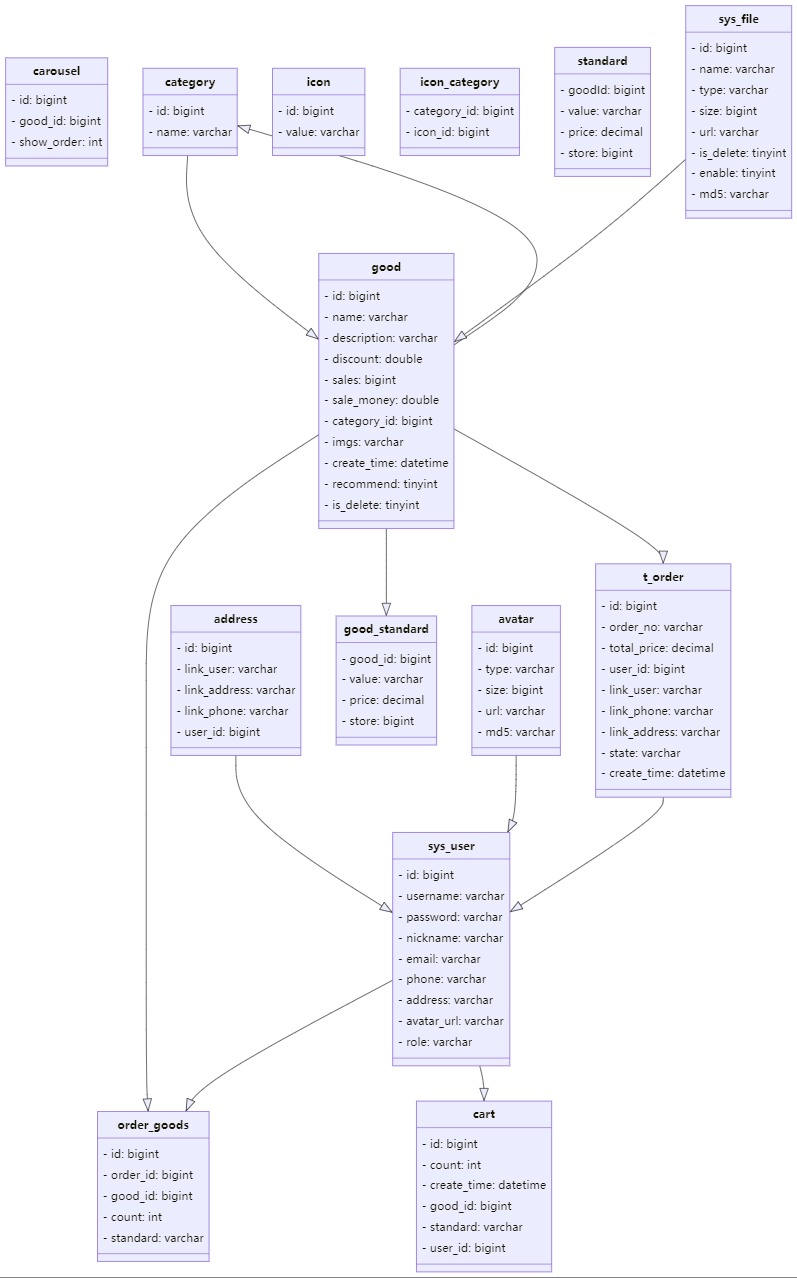 carousel
- id: bigint
- good_id: bigint
- show_order: int
category
- id: bigint
- name: varchar
icon
- id: bigint
- value: varchar
icon_category
- category_id: bigint
- icon_id: bigint
standard
- goodId: bigint
- value: varchar
- price: decimal
- store: bigint
sys_file
- id: bigint
- name: varchar
- type: varchar
- size: bigint
- url: varchar
- is_delete: tinyint
- enable: tinyint
- md5: varchar
good
- id: bigint
- name: varchar
- description: varchar
- discount: double
- sales: bigint
- sale_money: double
- category_id: bigint
- imgs: varchar
- create_time: datetime
- recommend: tinyint
- is_delete: tinyint
address
- id: bigint
- link_user: varchar
- link_address: varchar
- link_phone: varchar
- user_id: bigint
good_standard
- good_id: bigint
- value: varchar
- price: decimal
- store: bigint
avatar
- id: bigint
- type: varchar
- size: bigint
- url: varchar
- md5: varchar
t_order
- id: bigint
- order_no: varchar
- total_price: decimal
- user_id: bigint
- link_user: varchar
- link_phone: varchar
- link_address: varchar
- state: varchar
- create_time: datetime
sys_user
- id: bigint
- username: varchar
- password: varchar
- nickname: varchar
- email: varchar
- phone: varchar
- address: varchar
- avatar_url: varchar
- role: varchar
order_goods
- id: bigint
- order_id: bigint
- good_id: bigint
- count: int
- standard: varchar
cart
- id: bigint
- count: int
- create_time: datetime
- good_id: bigint
- standard: varchar
- user_id: bigint